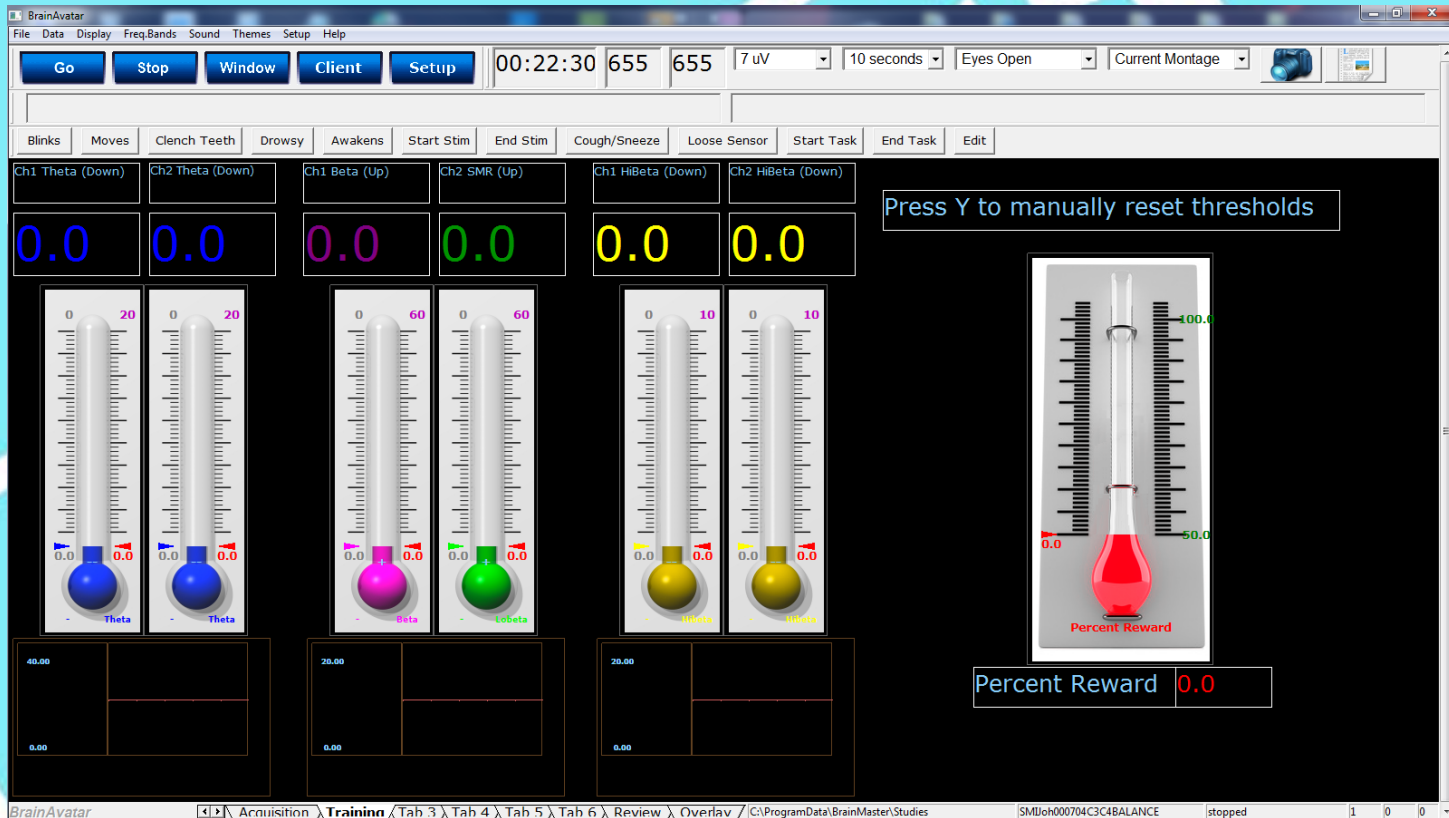 BrainAvatar
File Data Display Freq.Bands Sound Themes Setup Help
Go Stop Window Client Setup 00:22:30 655 655 7 uV 10 seconds Eyes Open Current Montage
Blinks Moves Clench Teeth Drowsy Awakens Start Stim End Stim Cough/Sneeze Loose Sensor Start Task End Task Edit
Ch1 Theta (Down) Ch2 Theta (Down) Ch1 Beta (Up) Ch2 SMR (Up) Ch1 HiBeta (Down) Ch2 HiBeta (Down)
Press Y to manually reset thresholds
0.0 0.0 0.0 0.0 0.0 0.0
0 20 0 20 0 60 0 60 0 10 0 10
100.0
0.0 50.0
0.0 0.0 0.0 0.0 0.0 0.0 0.0 0.0 0.0 0.0 0.0 0.0
- Theta - Theta - Beta - Lobeta - Hibeta - Hibeta
Percent Reward
40.00 20.00 20.00
Percent Reward 0.0
0.00 0.00 0.00
BrainAvatar Acquisition Training Tab 3 Tab 4 Tab 5 Tab 6 Review Overlay C:\ProgramData\BrainMaster\Studies SMIJoh000704C3C4BALANCE stopped 1 0 0